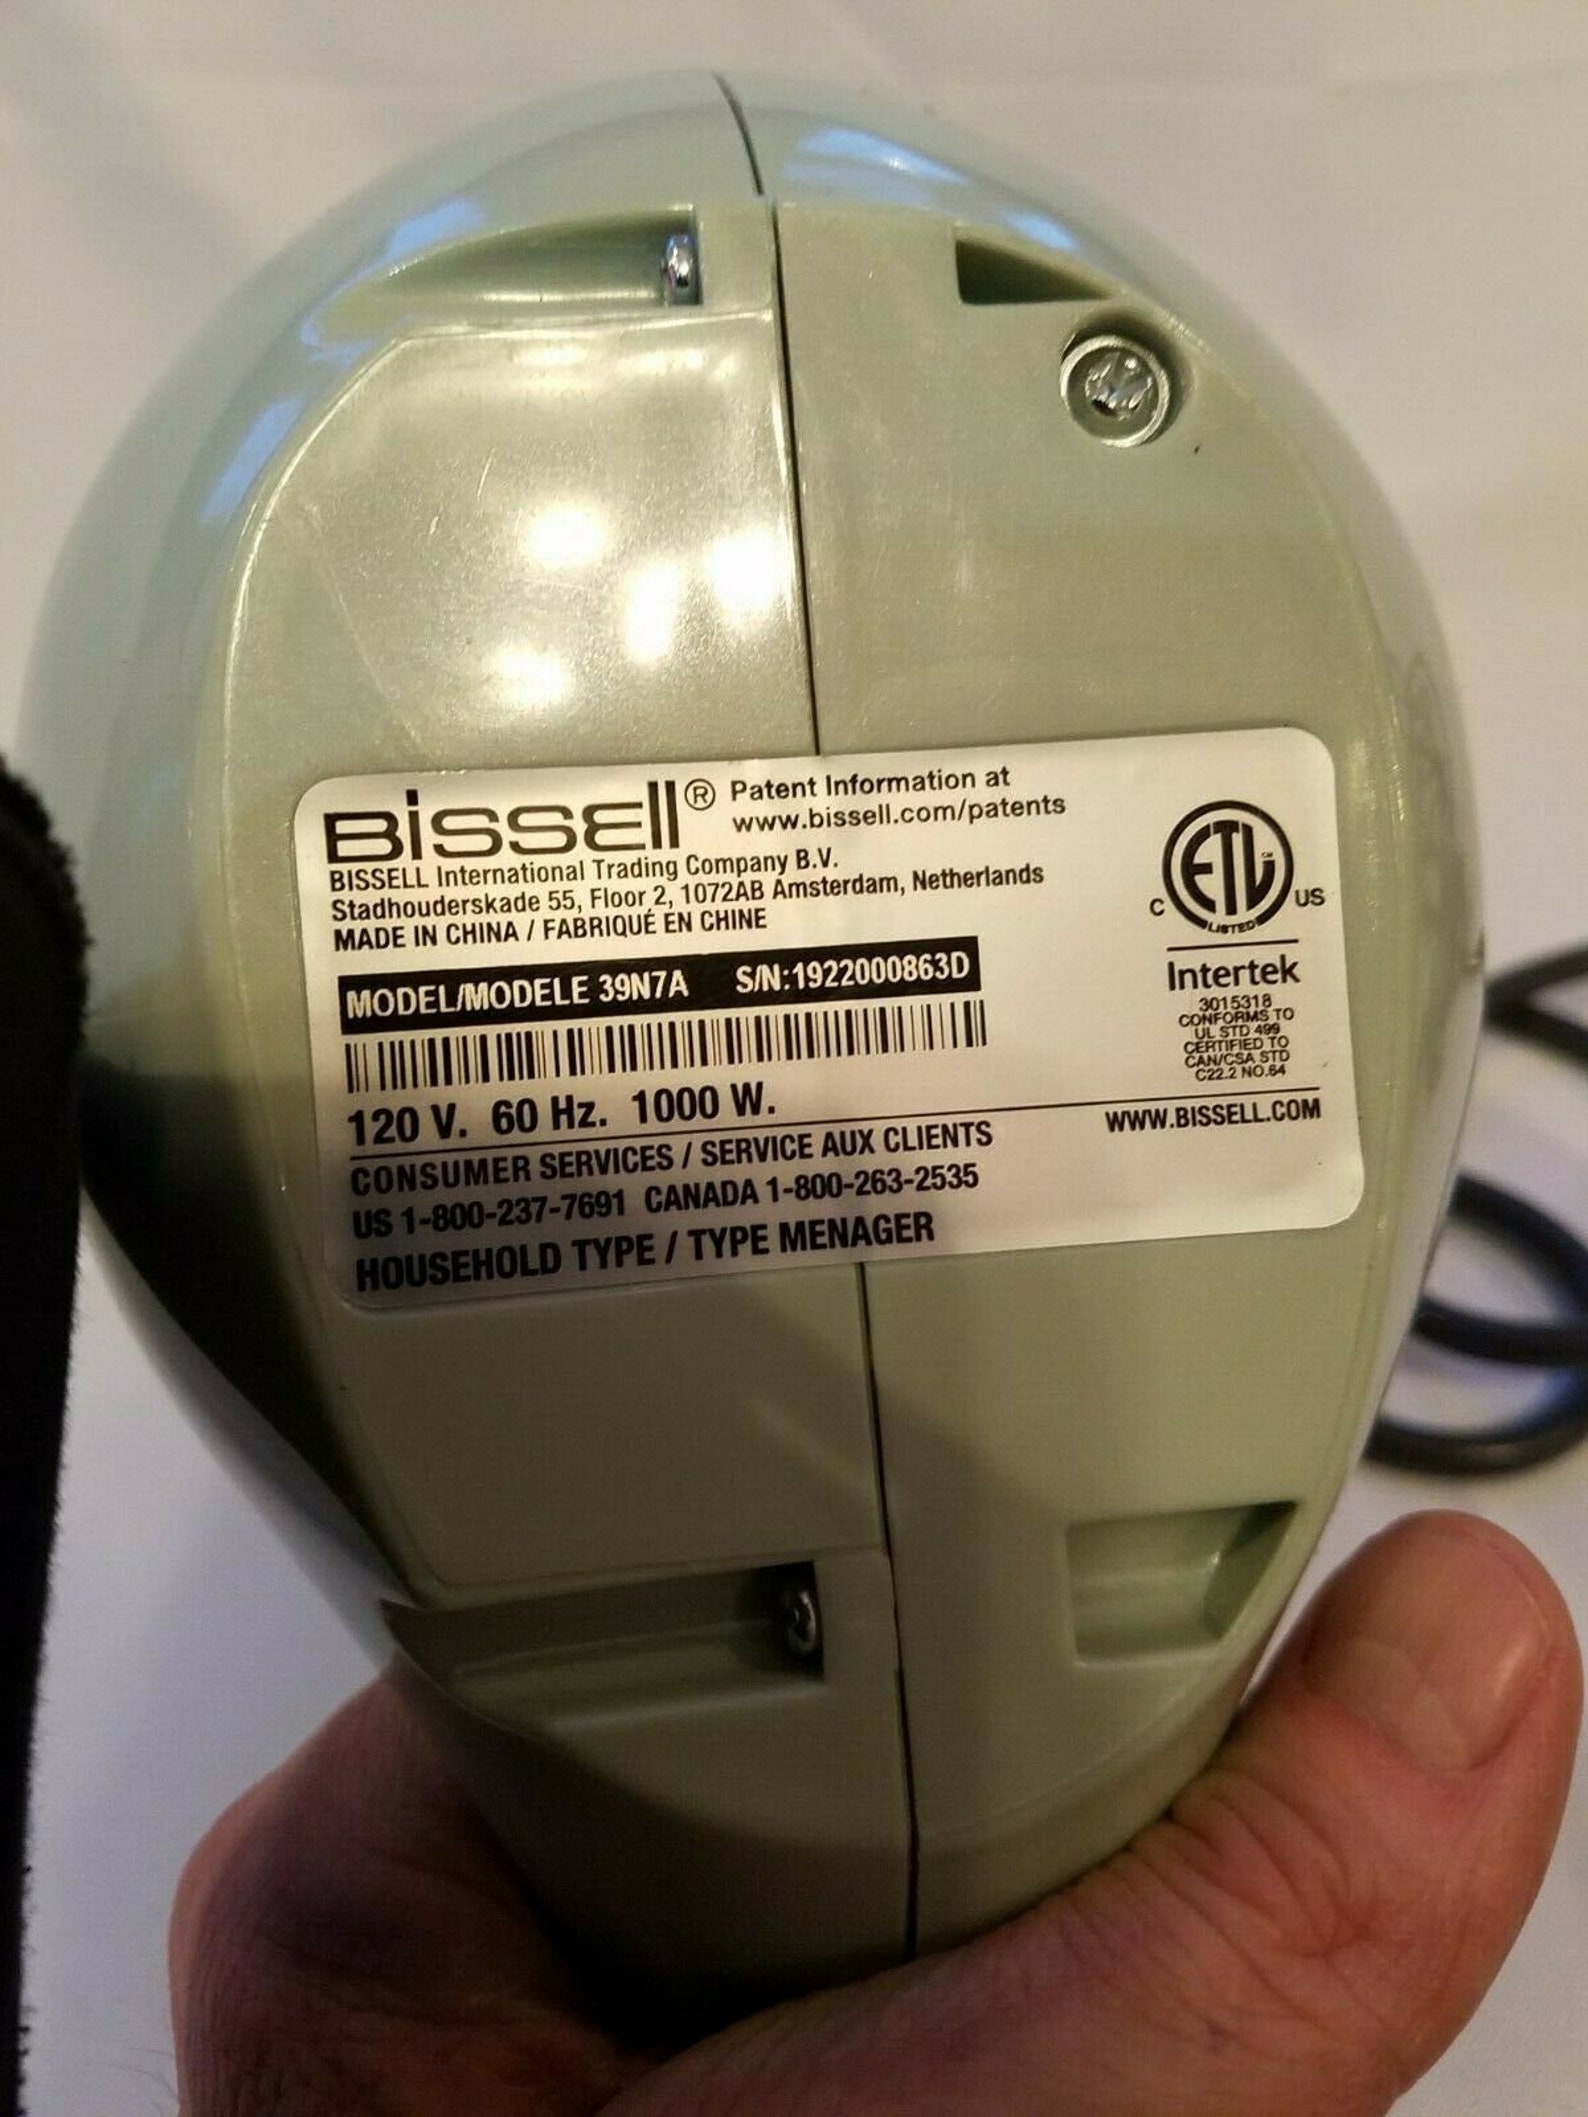 BISSELL® Patent Information at
www.bissell.com/patents
BISSELL International Trading Company B.V.
Stadhouderskade 55, Floor 2, 1072AB Amsterdam, Netherlands
MADE IN CHINA / FABRIQUÉ EN CHINE
MODEL/MODELE 39N7A S/N:1922000863D
120 V. 60 Hz. 1000 W.
CONSUMER SERVICES / SERVICE AUX CLIENTS
US 1-800-237-7691 CANADA 1-800-263-2535
HOUSEHOLD TYPE / TYPE MENAGER
ETL
C US
LISTED
Intertek
3015318
CONFORMS TO
UL STD 499
CERTIFIED TO
CAN/CSA STD
C22.2 NO.64
WWW.BISSELL.COM